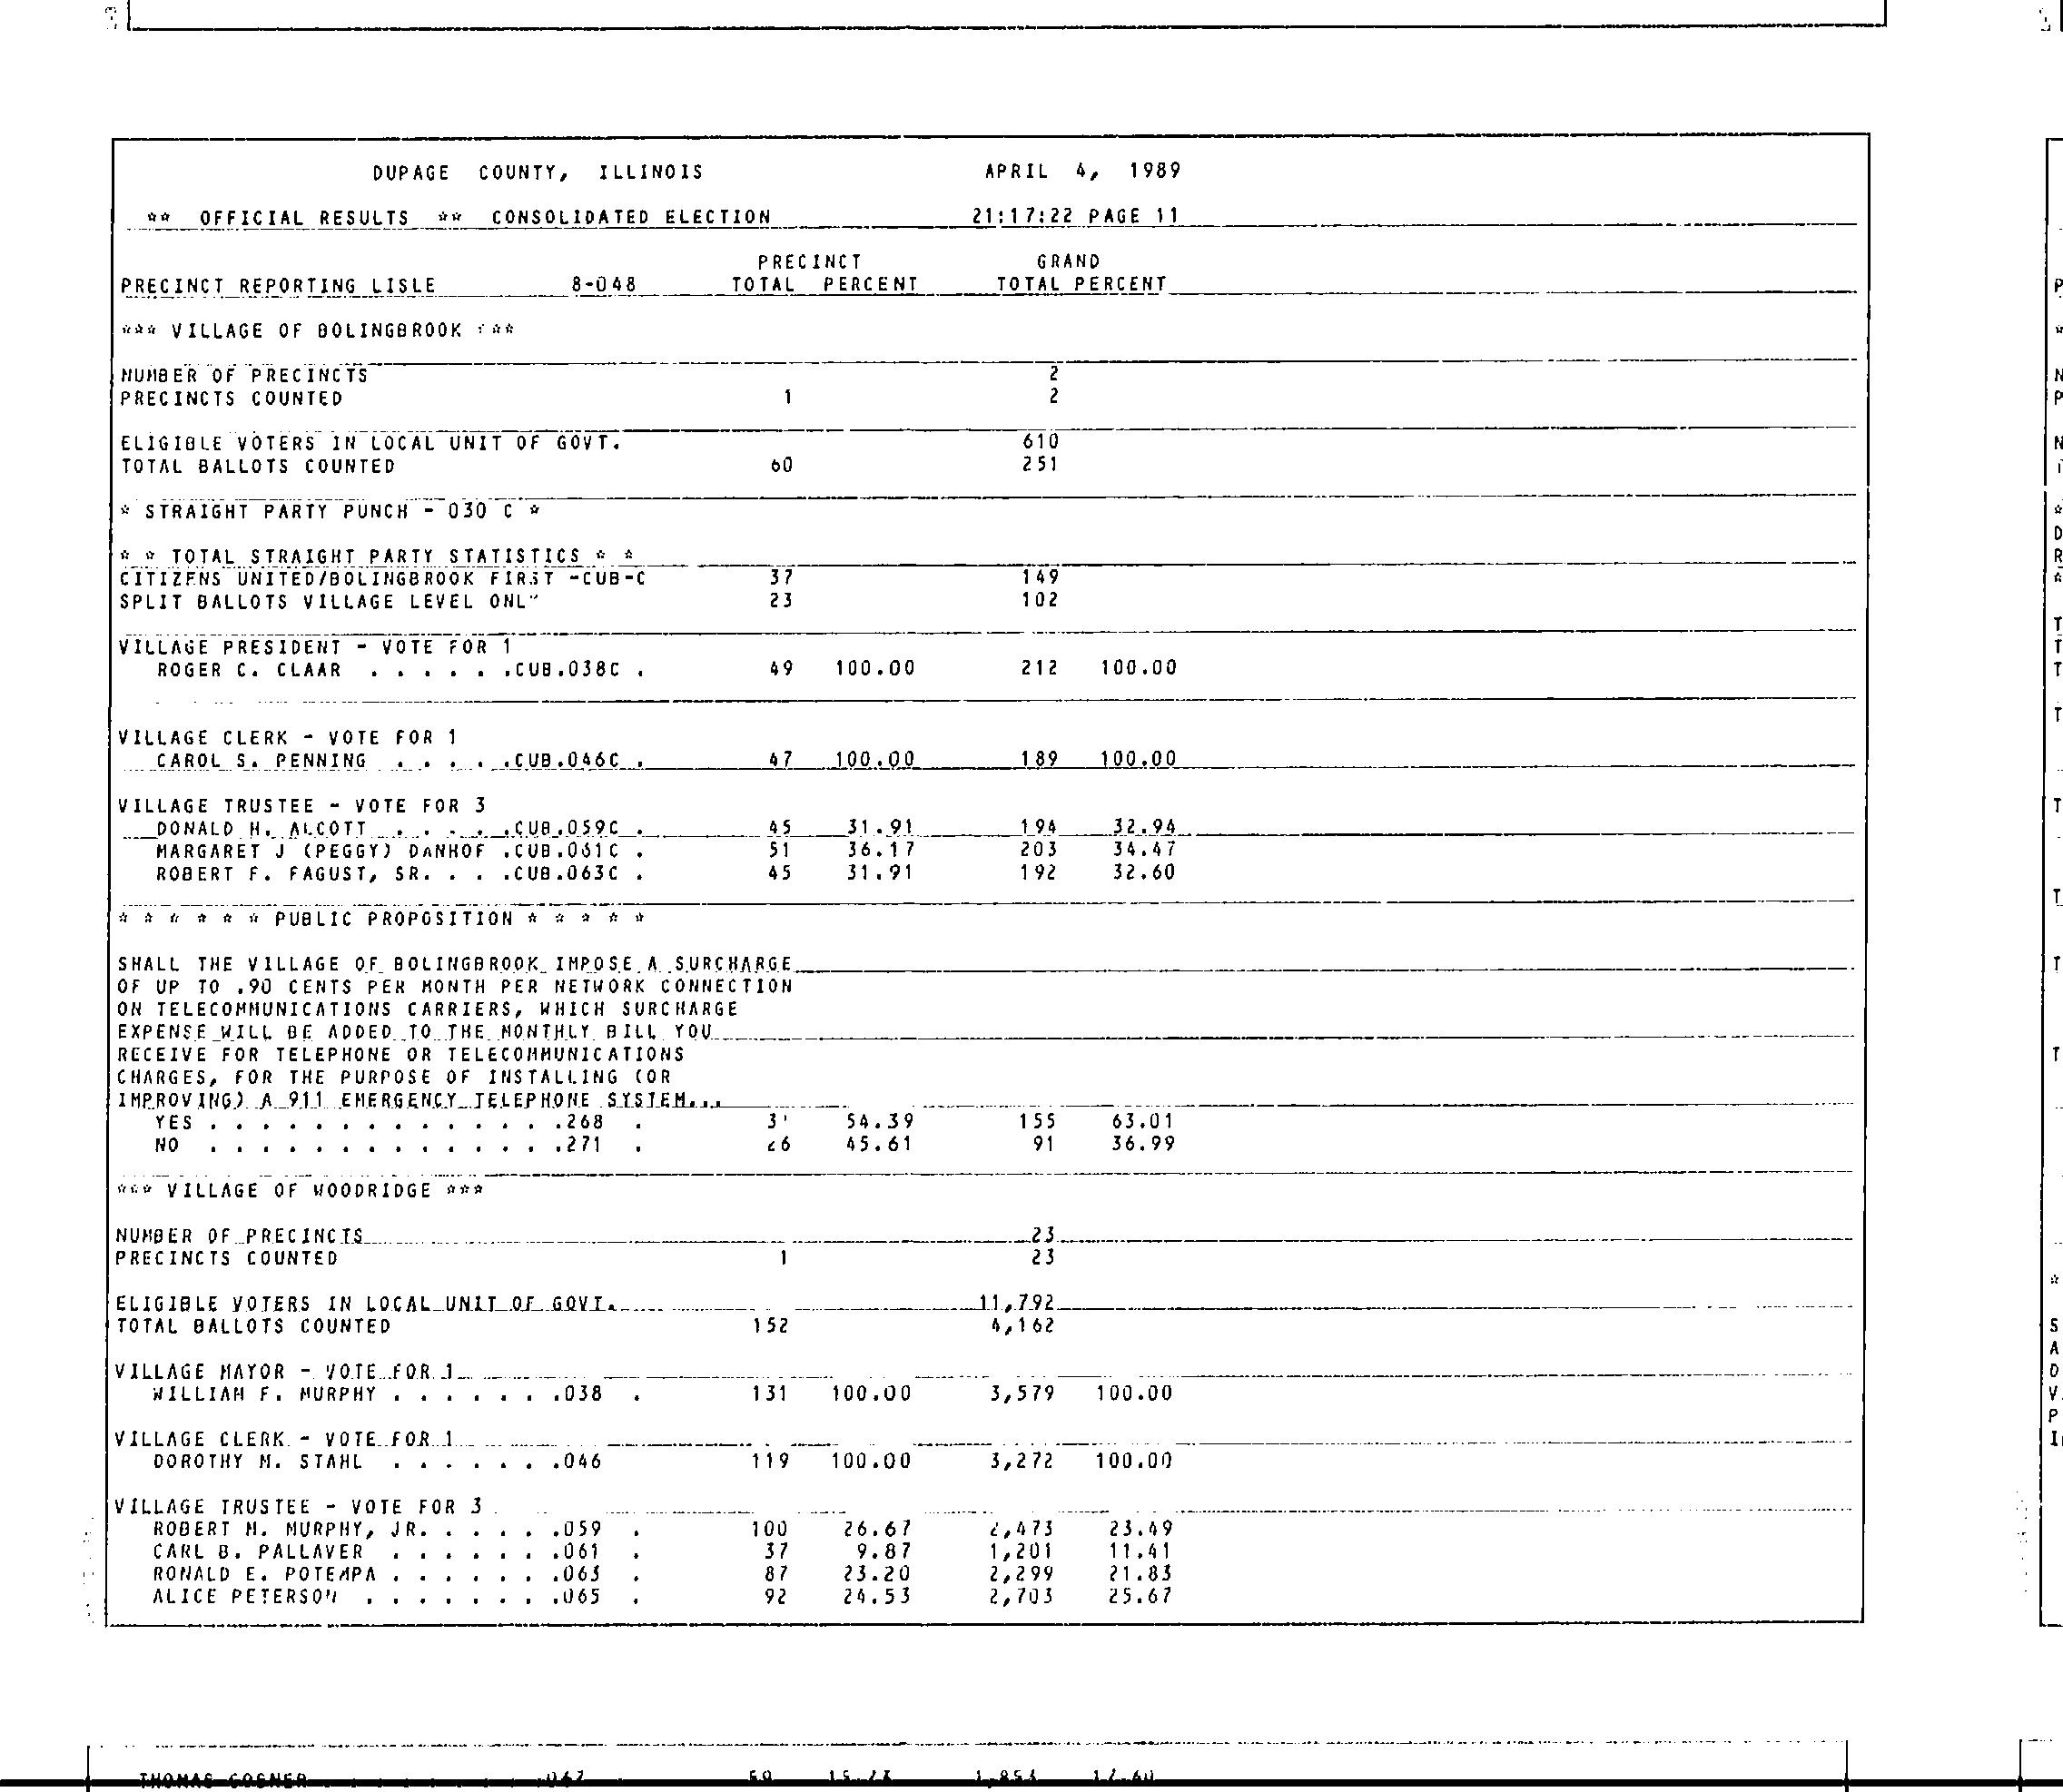 DUPAGE COUNTY, ILLINOIS APRIL 4, 1989
** OFFICIAL RESULTS ** CONSOLIDATED ELECTION 21:17:22 PAGE 11
PRECINCT GRAND
PRECINCT REPORTING LISLE 8-048 TOTAL PERCENT TOTAL PERCENT
*** VILLAGE OF BOLINGBROOK ***
NUMBER OF PRECINCTS 2
PRECINCTS COUNTED 1 2
ELIGIBLE VOTERS IN LOCAL UNIT OF GOVT. 610
TOTAL BALLOTS COUNTED 60 251
* STRAIGHT PARTY PUNCH - 030 C *
* * TOTAL STRAIGHT PARTY STATISTICS * *
CITIZENS UNITED/BOLINGBROOK FIRST -CUB-C 37 149
SPLIT BALLOTS VILLAGE LEVEL 23 102
VILLAGE PRESIDENT - VOTE FOR 1
ROGER C. CLAAR . . . . . .CUB.038C . 49 100.00 212 100.00
VILLAGE CLERK - VOTE FOR 1
CAROL S. PENNING . . . . .CUB.046C . 47 100.00 189 100.00
VILLAGE TRUSTEE - VOTE FOR 3
DONALD H. ALCOTT . . . . .CUB.059C . 45 31.91 194 32.94
MARGARET J (PEGGY) DANHOF .CUB.061C . 51 36.17 203 34.47
ROBERT F. FAGUST, SR. . . .CUB.063C . 45 31.91 192 32.60
* * * * * * PUBLIC PROPOSITION * * * * *
SHALL THE VILLAGE OF BOLINGBROOK IMPOSE A SURCHARGE
OF UP TO .90 CENTS PER MONTH PER NETWORK CONNECTION
ON TELECOMMUNICATIONS CARRIERS, WHICH SURCHARGE
EXPENSE WILL BE ADDED TO THE MONTHLY BILL YOU
RECEIVE FOR TELEPHONE OR TELECOMMUNICATIONS
CHARGES, FOR THE PURPOSE OF INSTALLING (OR
IMPROVING) A 911 EMERGENCY TELEPHONE SYSTEM...
YES . . . . . . . . . . . . . .268 . 54.39 155 63.01
NO . . . . . . . . . . . . . .271 . 26 45.61 91 36.99
*** VILLAGE OF WOODRIDGE ***
NUMBER OF PRECINCTS 23
PRECINCTS COUNTED 1 23
ELIGIBLE VOTERS IN LOCAL UNIT OF GOVT. 11,792
TOTAL BALLOTS COUNTED 152 4,162
VILLAGE MAYOR - VOTE FOR 1
WILLIAM F. MURPHY . . . . . . .038 . 131 100.00 3,579 100.00
VILLAGE CLERK - VOTE FOR 1
DOROTHY M. STAHL . . . . . . .046 119 100.00 3,272 100.00
VILLAGE TRUSTEE - VOTE FOR 3
ROBERT M. MURPHY, JR. . . . . .059 . 100 26.67 2,473 23.49
CARL B. PALLAVER . . . . . . .061 . 37 9.87 1,201 11.41
RONALD E. POTEMPA . . . . . . .063 . 87 23.20 2,299 21.83
ALICE PETERSON . . . . . . . .065 . 92 24.53 2,703 25.67